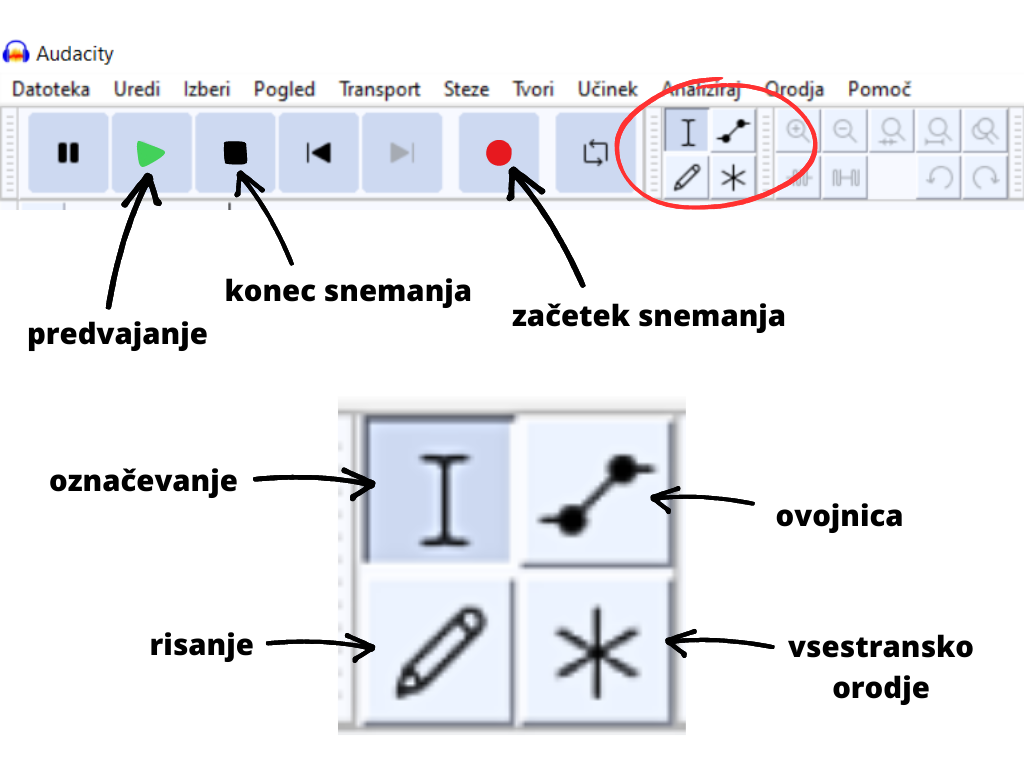 Audacity
Datoteka Uredi Izberi Pogled Transport Steze Tvori Učinek Analiziraj Orodja Pomoč
konec snemanja
začetek snemanja
predvajanje
označevanje
ovojnica
risanje
vsestransko
orodje